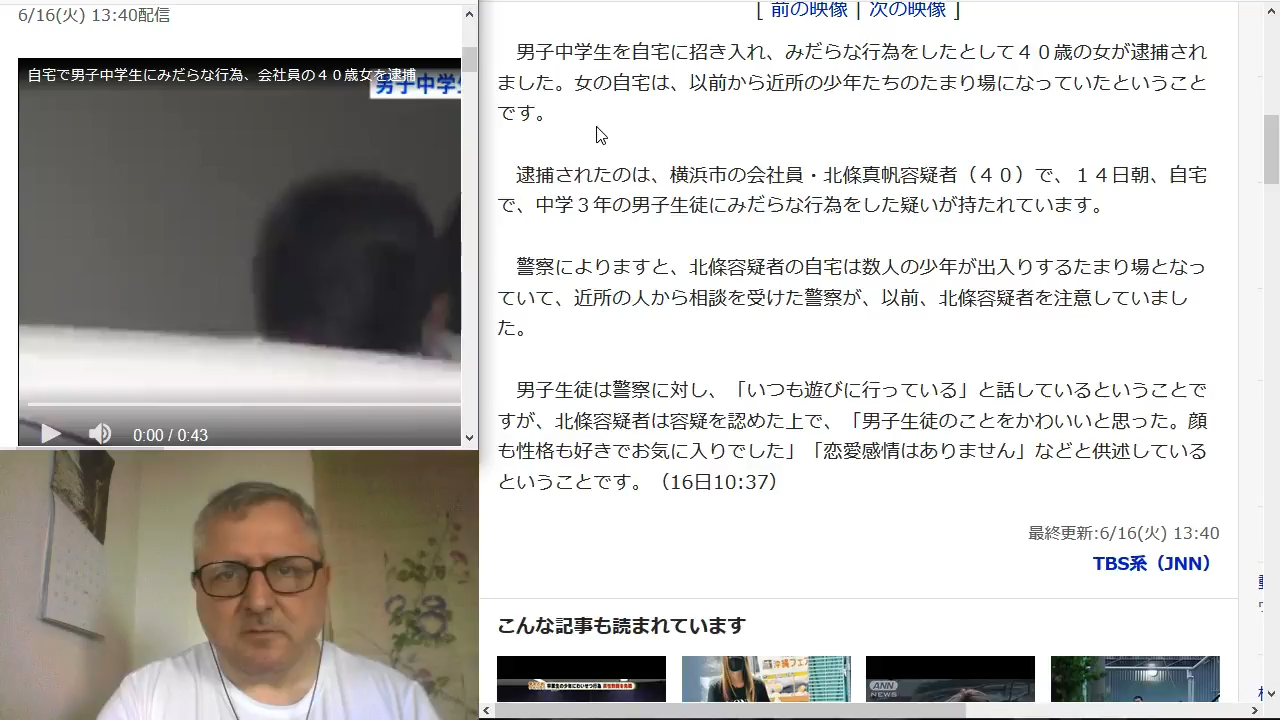 6/16(火) 13:40配信
自宅で男子中学生にみだらな行為、会社員の４０歳女を逮捕
男子中学生
0:00 / 0:43
[ 前の映像 | 次の映像 ]
男子中学生を自宅に招き入れ、みだらな行為をしたとして４０歳の女が逮捕され
ました。女の自宅は、以前から近所の少年たちのたまり場になっていたということ
です。
逮捕されたのは、横浜市の会社員・北條真帆容疑者（４０）で、１４日朝、自宅
で、中学３年の男子生徒にみだらな行為をした疑いが持たれています。
警察によりますと、北條容疑者の自宅は数人の少年が出入りするたまり場となっ
ていて、近所の人から相談を受けた警察が、以前、北條容疑者を注意していまし
た。
男子生徒は警察に対し、「いつも遊びに行っている」と話しているということで
すが、北條容疑者は容疑を認めた上で、「男子生徒のことをかわいいと思った。顔
も性格も好きでお気に入りでした」「恋愛感情はありません」などと供述している
ということです。（16日10:37）
最終更新:6/16(火) 13:40
TBS系（JNN）
こんな記事も読まれています
沖縄フェア
ANN
NEWS